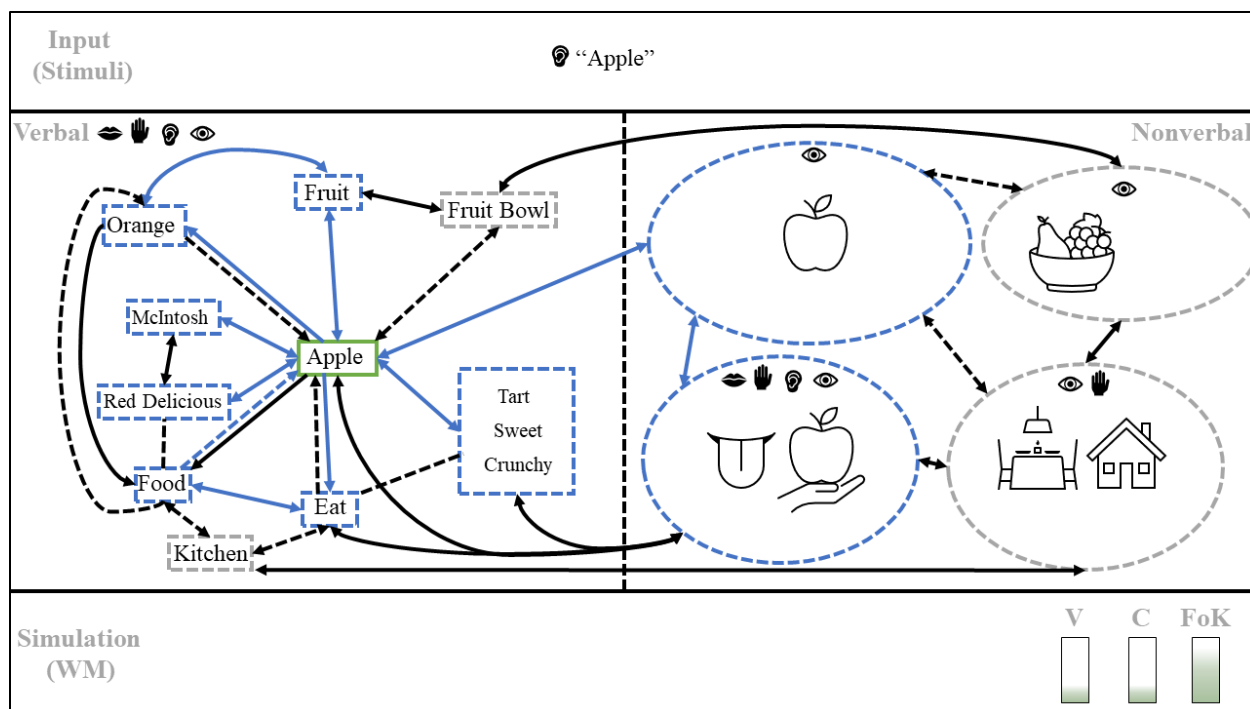 Input
(Stimuli)
“Apple”
Verbal
Nonverbal
Fruit
Fruit Bowl
Orange
McIntosh
Apple
Red Delicious
Tart
Sweet
Crunchy
Food
Eat
Kitchen
Simulation
(WM)
V C FoK